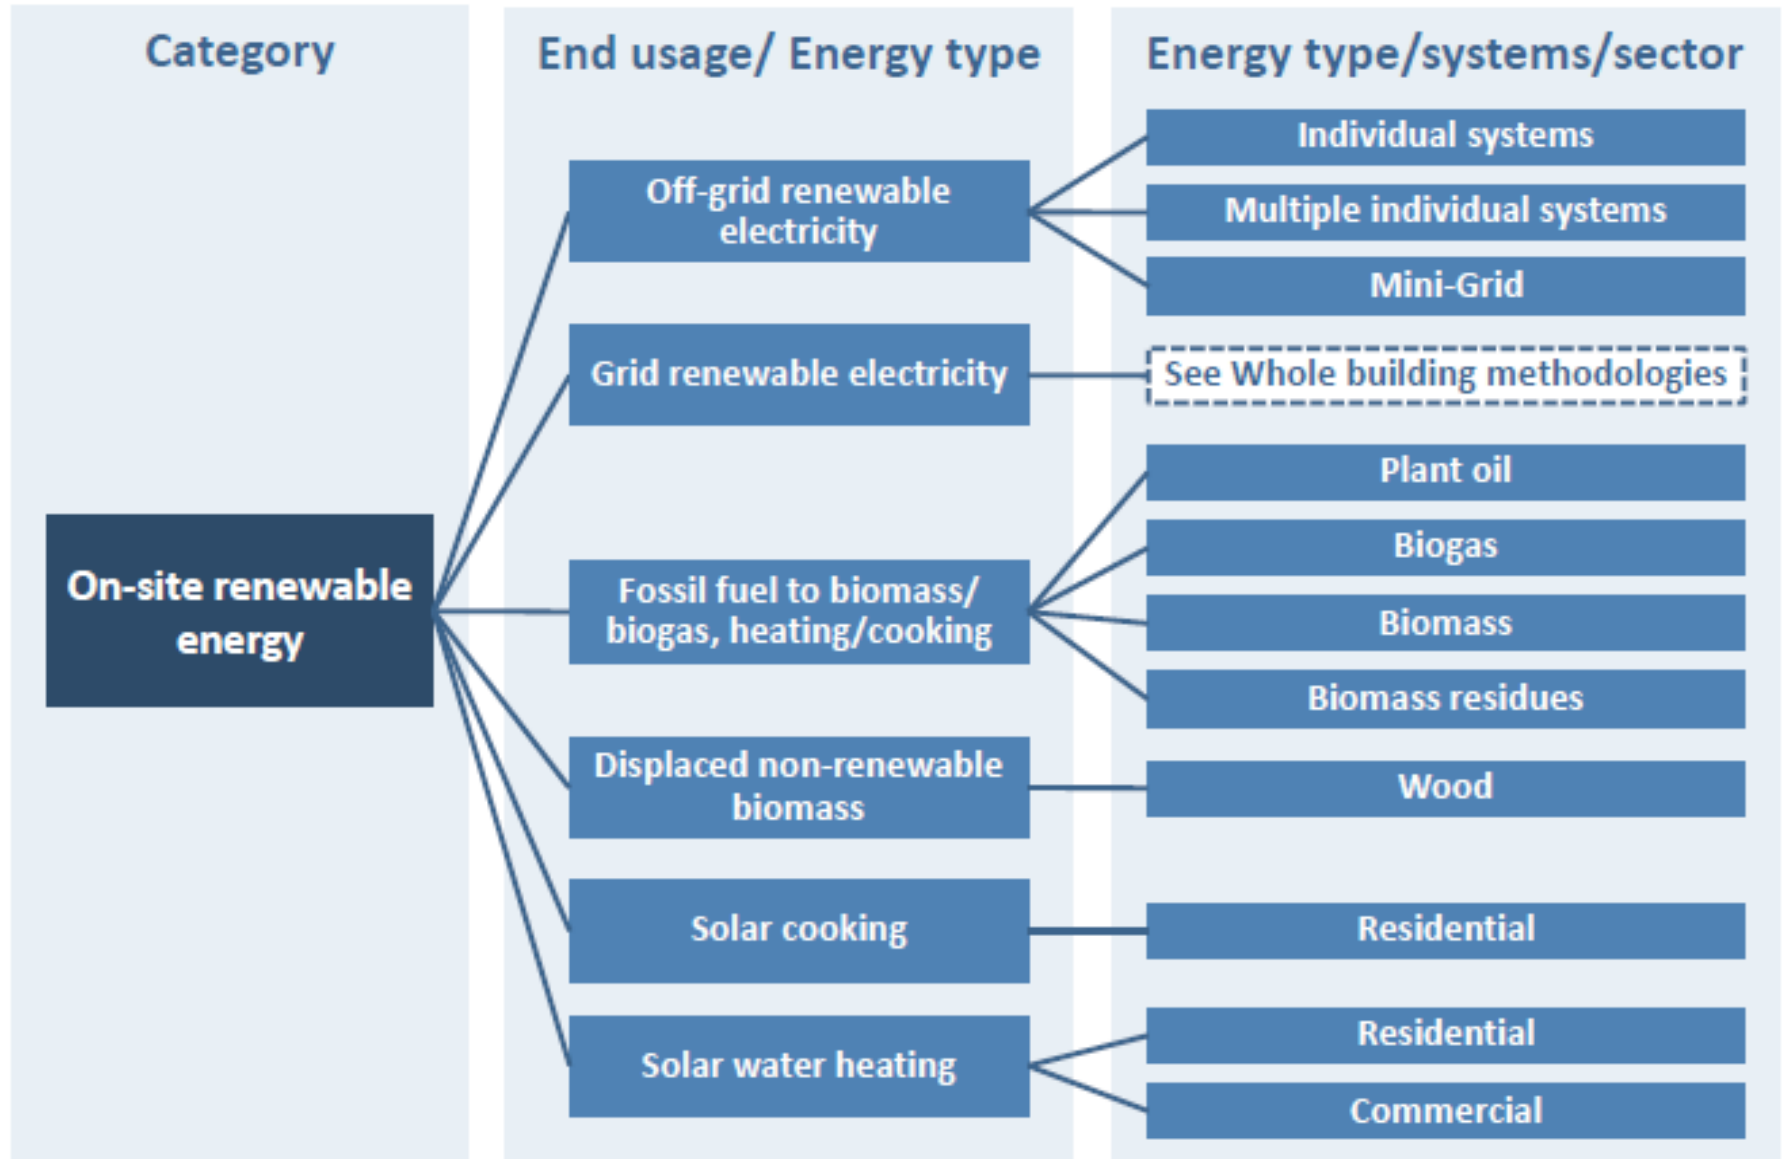 Category
End usage/ Energy type
Energy type/systems/sector
On-site renewable
energy
Off-grid renewable
electricity
Individual systems
Multiple individual systems
Mini-Grid
Grid renewable electricity
See Whole building methodologies
Fossil fuel to biomass/
biogas, heating/cooking
Plant oil
Biogas
Biomass
Biomass residues
Displaced non-renewable
biomass
Wood
Solar cooking
Residential
Solar water heating
Residential
Commercial